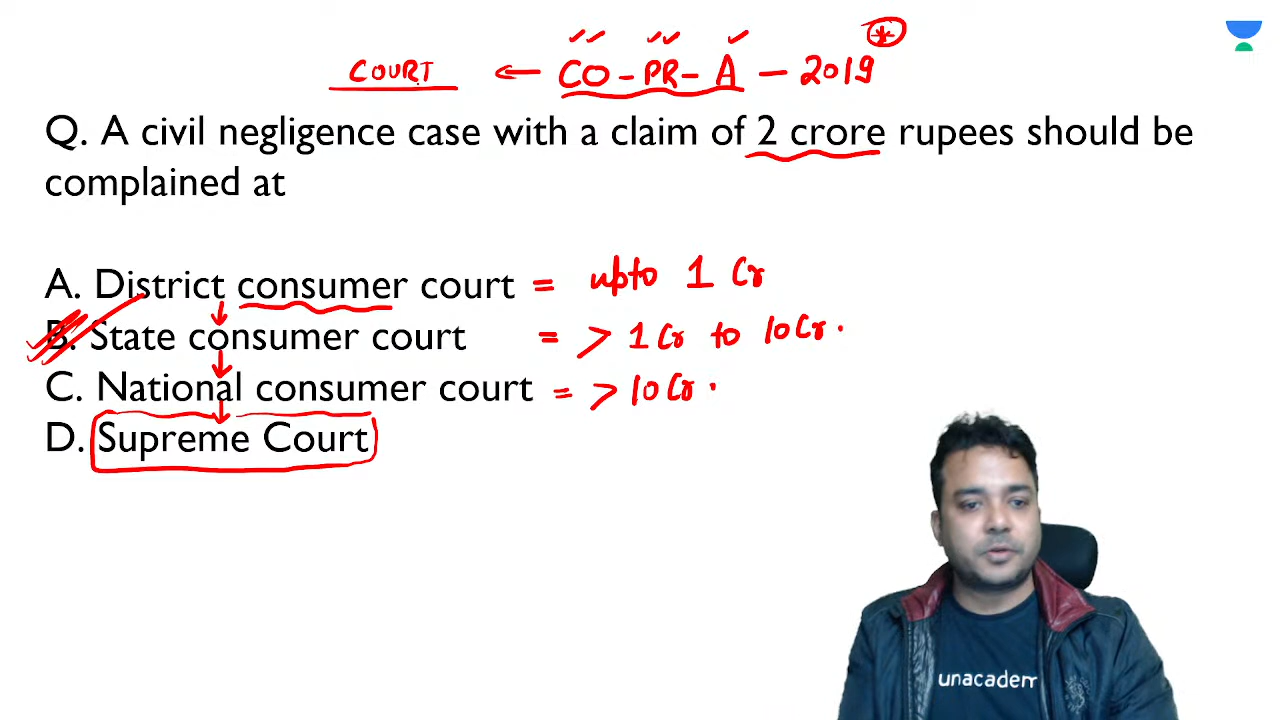 COURT ← CO - PR - A - 2019 *
Q. A civil negligence case with a claim of 2 crore rupees should be
complained at
A. District consumer court = upto 1 Cr
B. State consumer court = > 1 Cr to 10 Cr.
C. National consumer court = > 10 Cr.
D. Supreme Court
unacadem